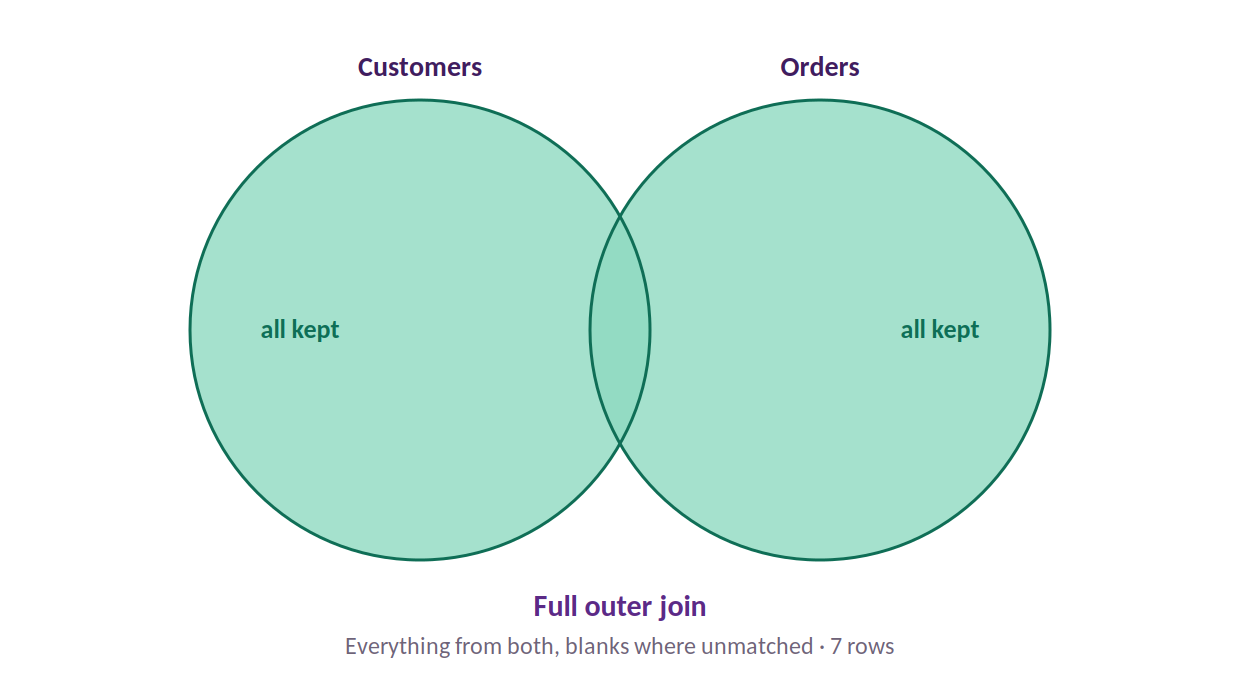 Customers
Orders
all kept
all kept
Full outer join
Everything from both, blanks where unmatched · 7 rows